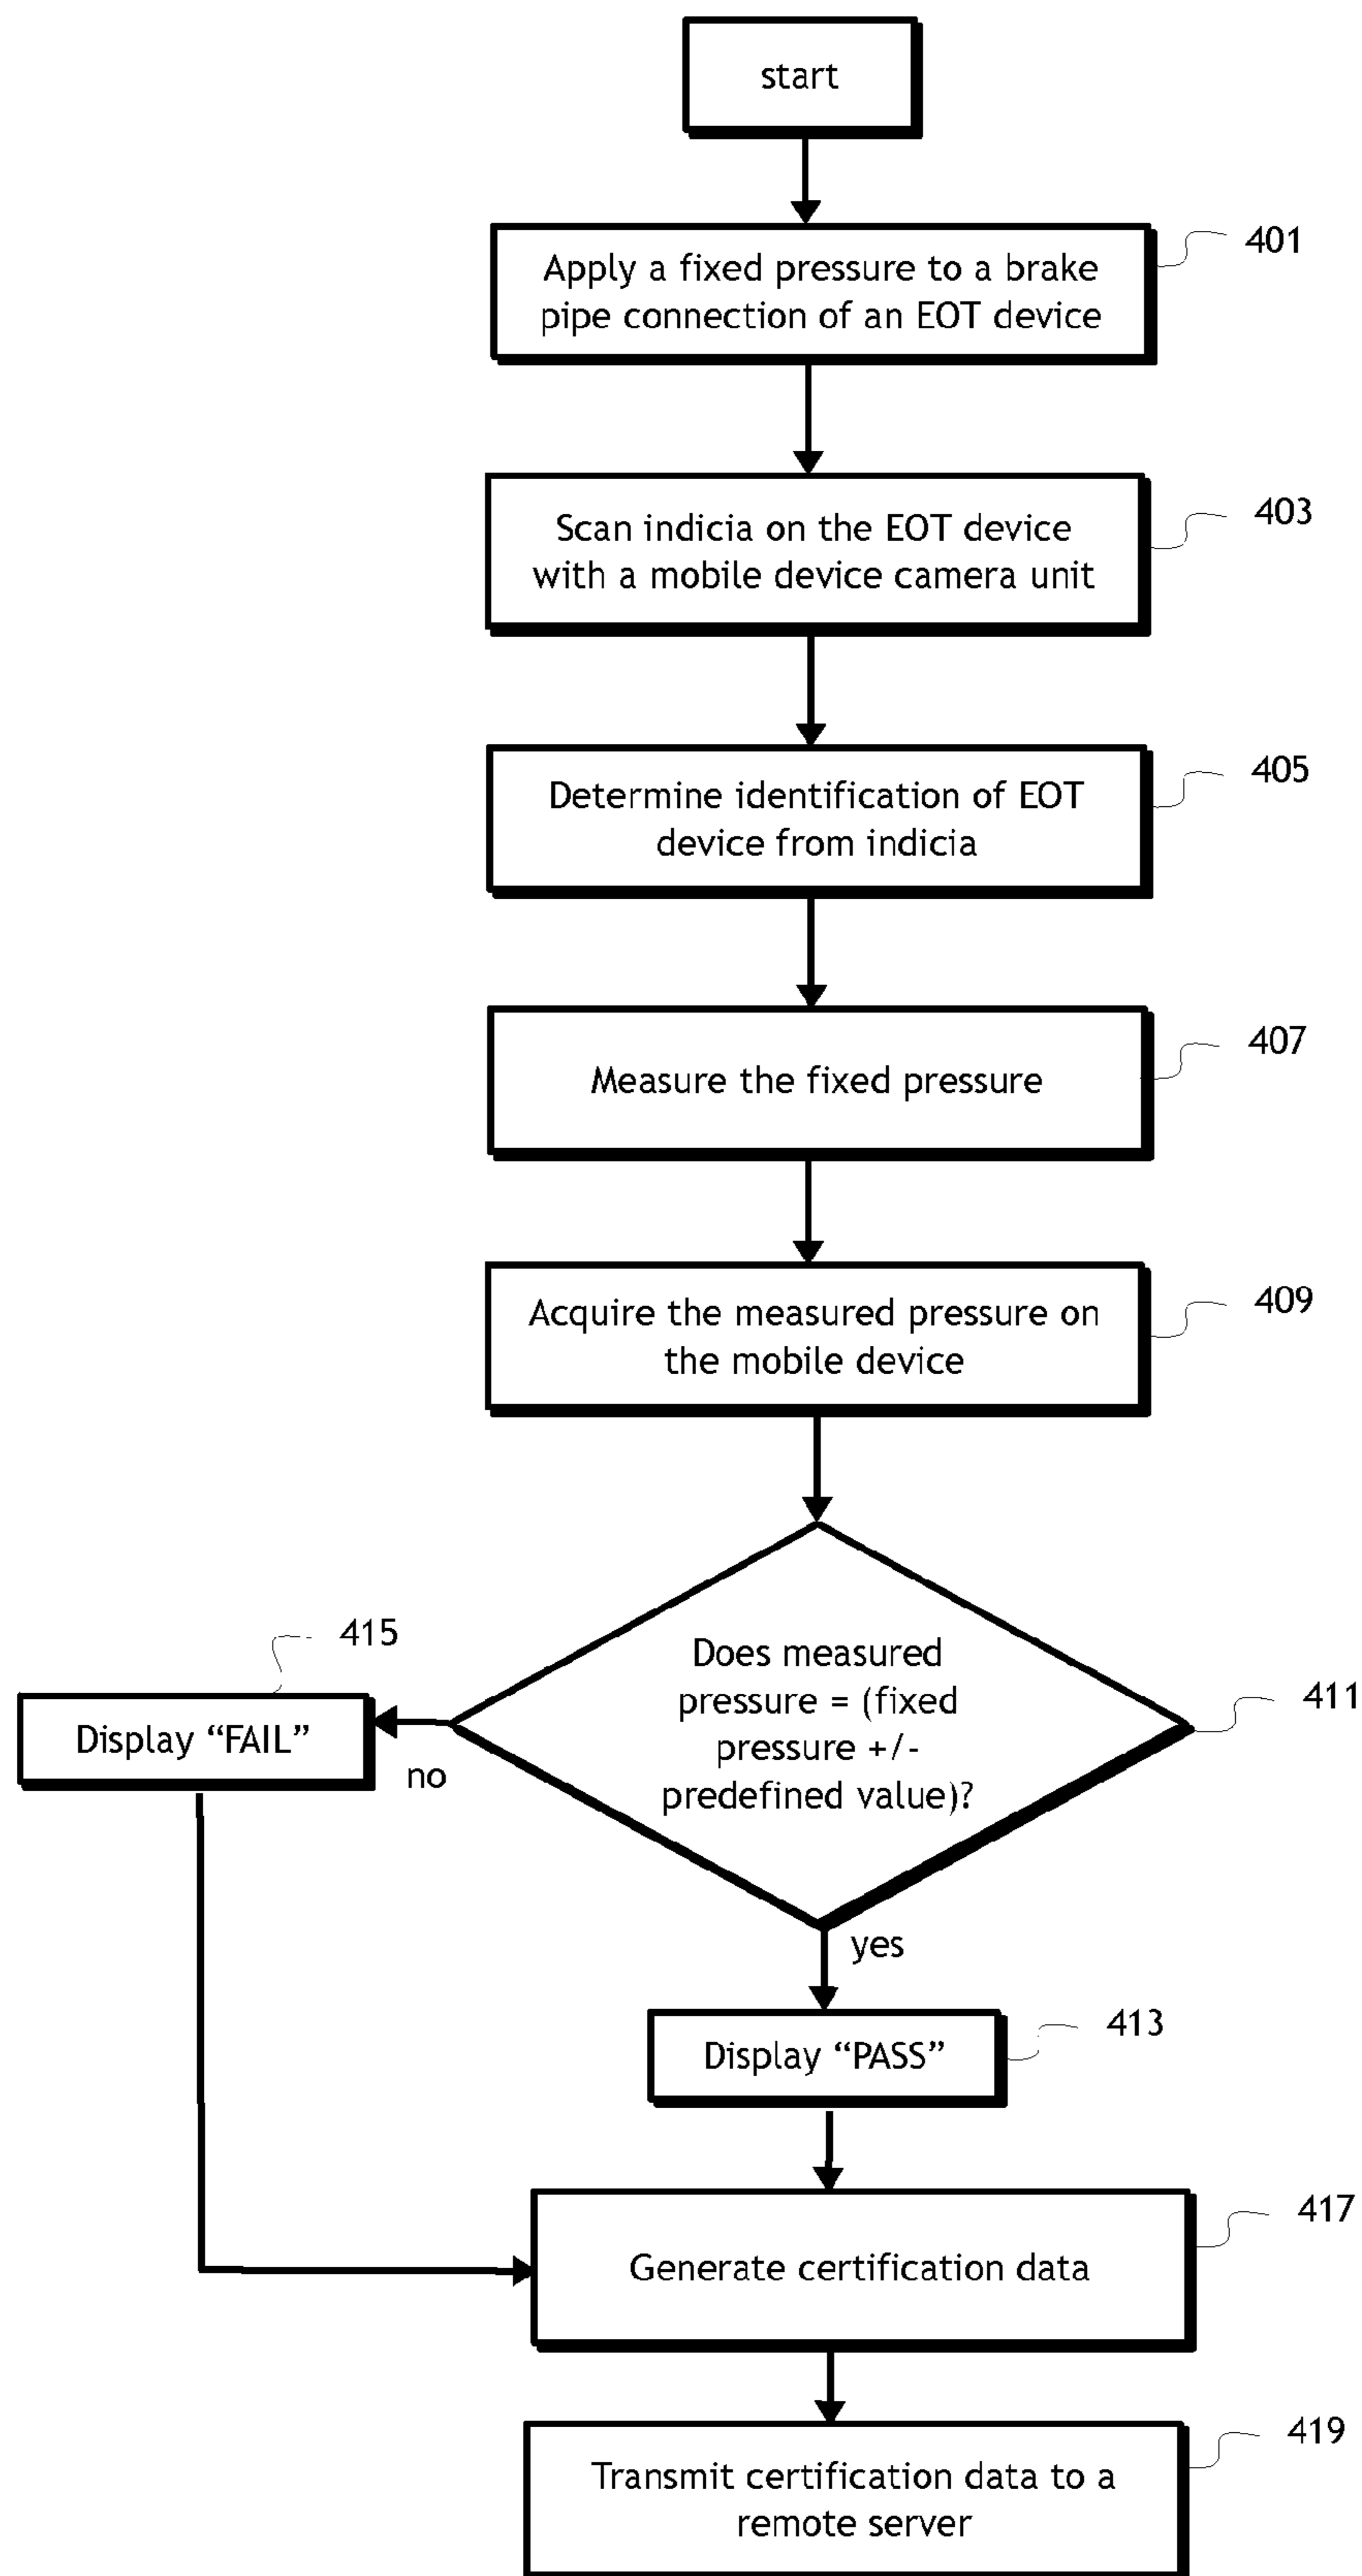 start
Apply a fixed pressure to a brake
pipe connection of an EOT device
401
Scan indicia on the EOT device
with a mobile device camera unit
403
Determine identification of EOT
device from indicia
405
Measure the fixed pressure
407
Acquire the measured pressure on
the mobile device
409
Does measured
pressure = (fixed
pressure +/-
predefined value)?
411
415
Display “FAIL”
no
yes
Display “PASS”
413
Generate certification data
417
Transmit certification data to a
remote server
419